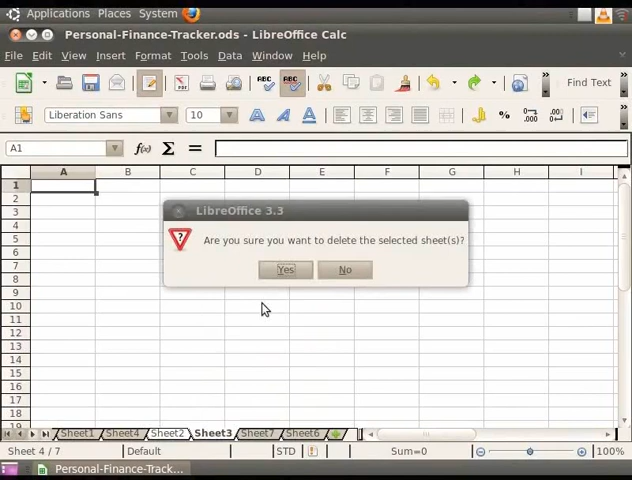 Applications Places System
Personal-Finance-Tracker.ods - LibreOffice Calc
File Edit View Insert Format Tools Data Window Help
ABC ABC Find Text
Liberation Sans 10 A A A %
A1 f(x) Σ =
A B C D E F G H I
1
2
3
4
LibreOffice 3.3
5 Are you sure you want to delete the selected sheet(s)?
6
7 Yes No
8
9
10
11
12
13
14
15
16
17
18
19
Sheet1 Sheet4 Sheet2 Sheet3 Sheet7 Sheet6
Sheet 4 / 7 Default STD Sum=0 100%
Personal-Finance-Track...